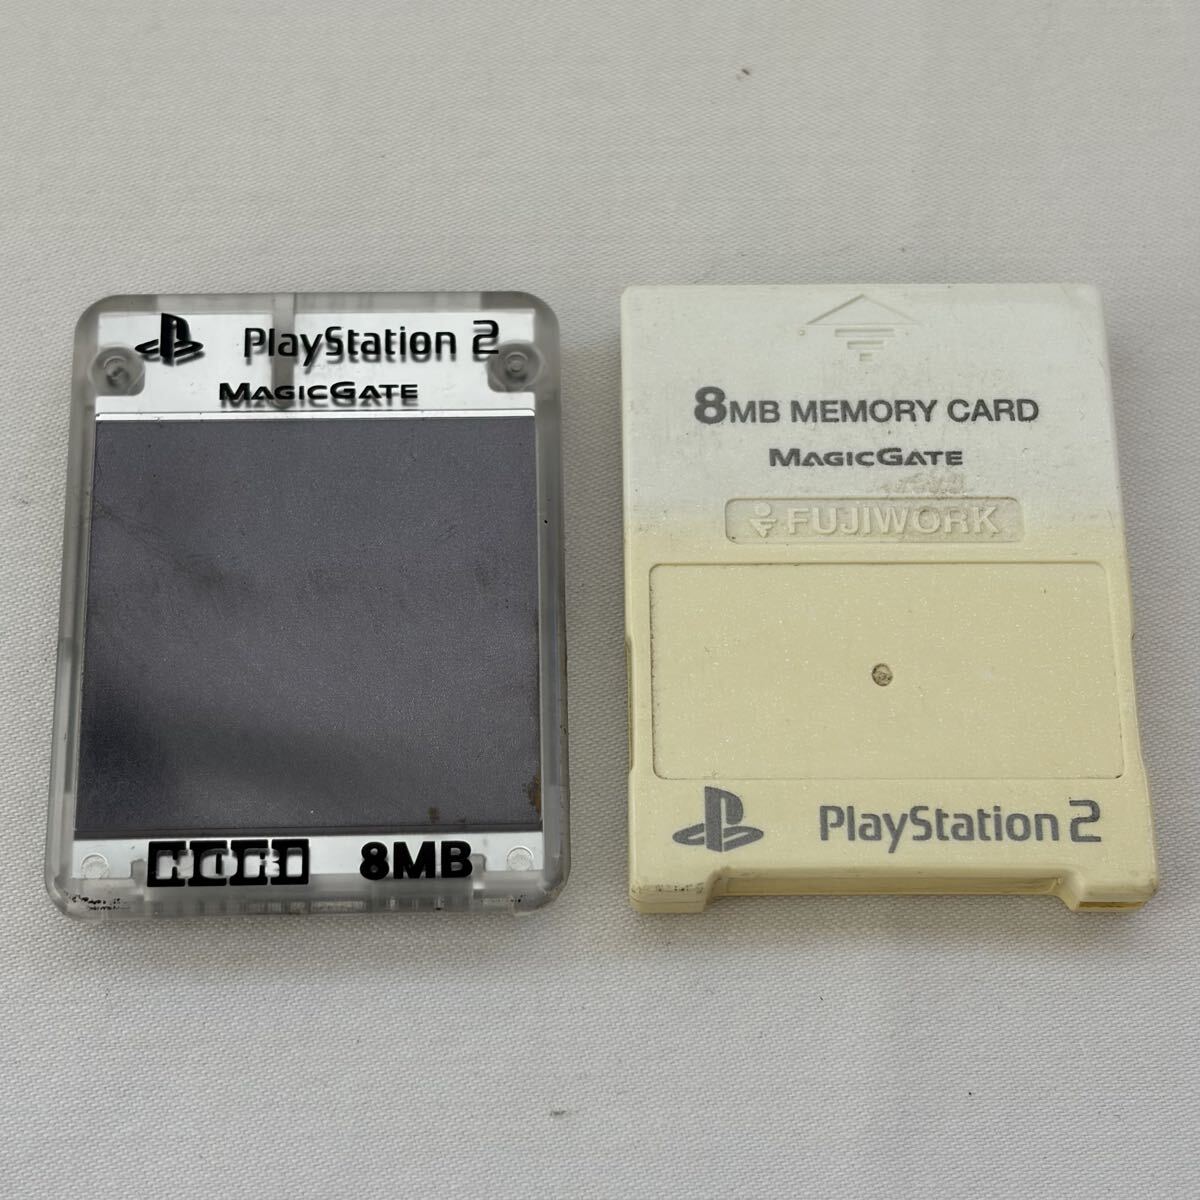 PlayStation 2
MAGICGATE
HORI 8MB
8MB MEMORY CARD
MAGICGATE
FUJIWORK
PlayStation 2